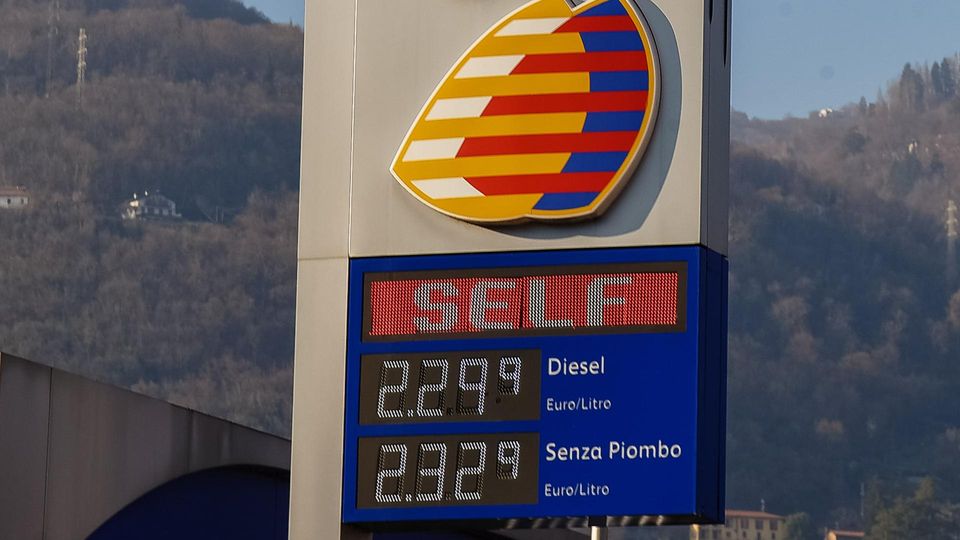 SELF
2.299
Diesel
Euro/Litro
2.329
Senza Piombo
Euro/Litro